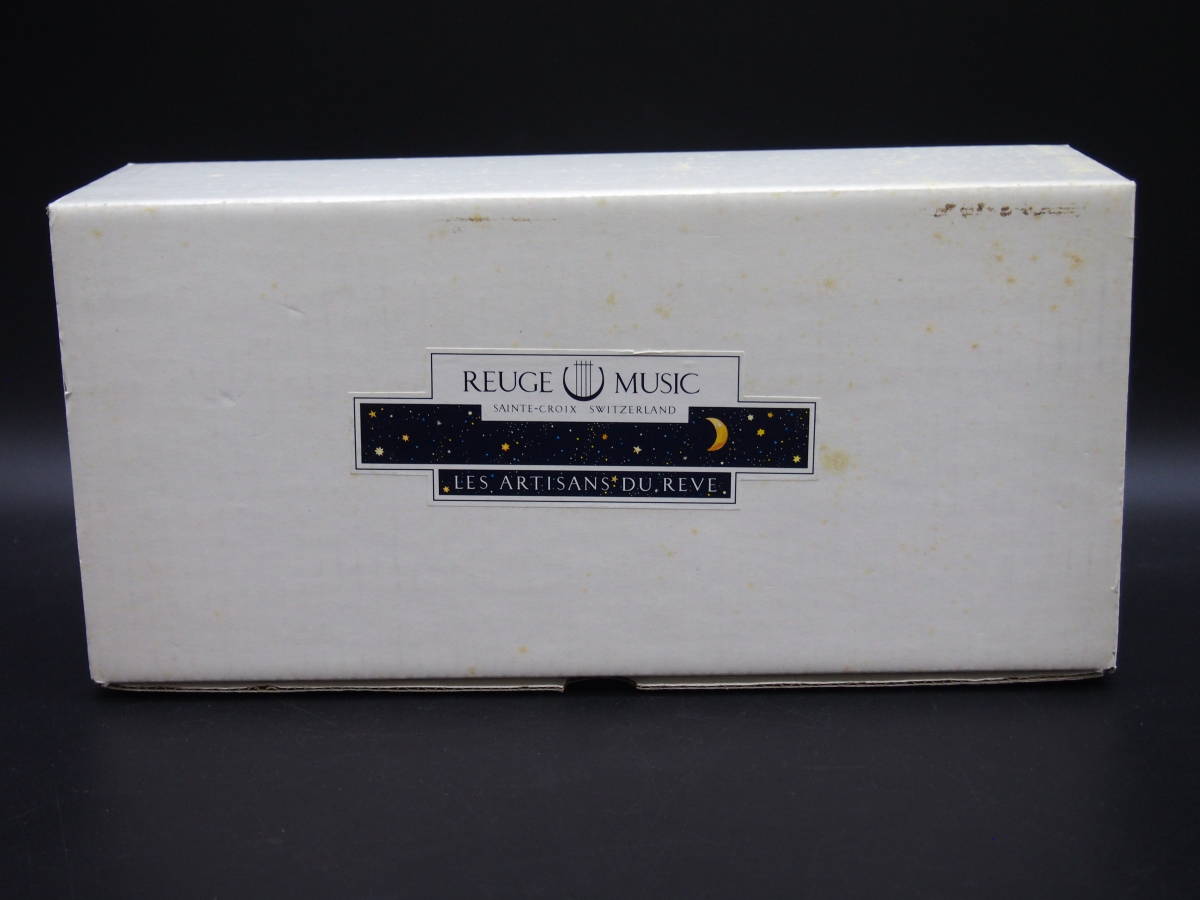 REUGE MUSIC
SAINTE-CROIX SWITZERLAND
LES ARTISANS DU REVE